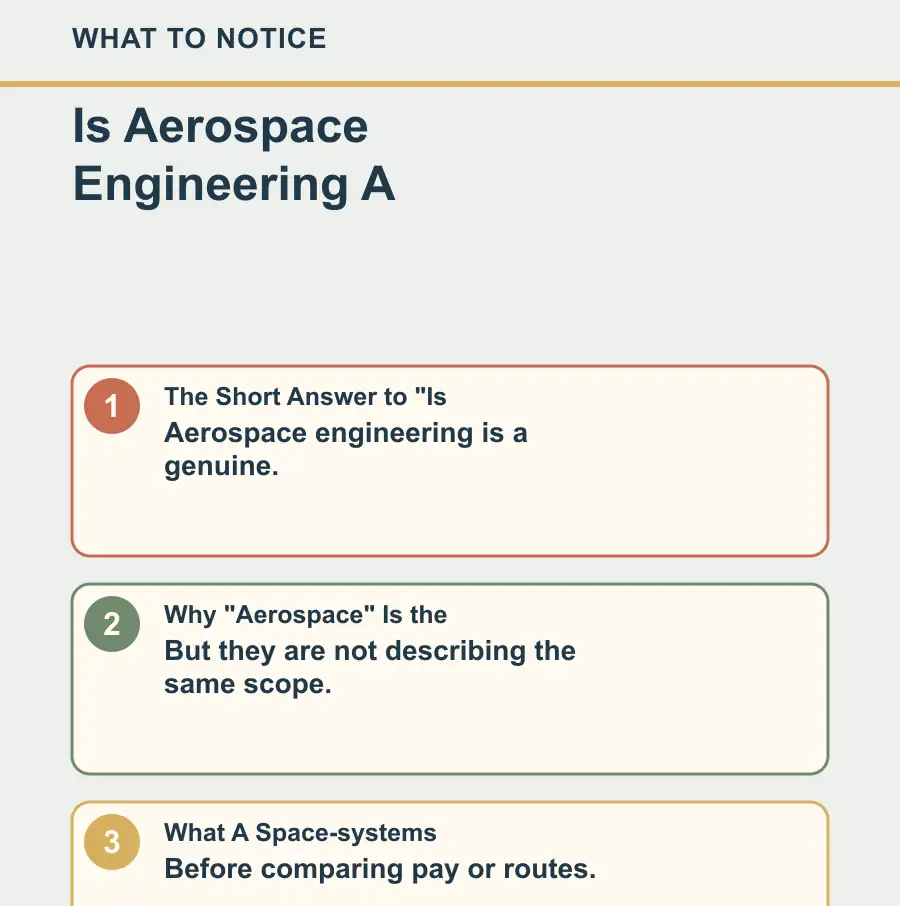 WHAT TO NOTICE
Is Aerospace
Engineering A
1
The Short Answer to "Is
Aerospace engineering is a
genuine.
2
Why "Aerospace" Is the
But they are not describing the
same scope.
3
What A Space-systems
Before comparing pay or routes.